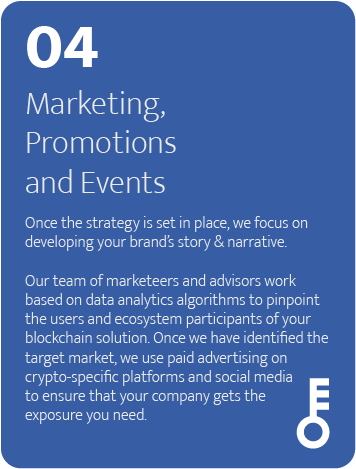 04
Marketing,
Promotions
and Events
Once the strategy is set in place, we focus on
developing your brand's story & narrative.
Our team of marketeers and advisors work
based on data analytics algorithms to pinpoint
the users and ecosystem participants of your
blockchain solution. Once we have identified the
target market, we use paid advertising on
crypto-specific platforms and social media
to ensure that your company gets the
exposure you need.